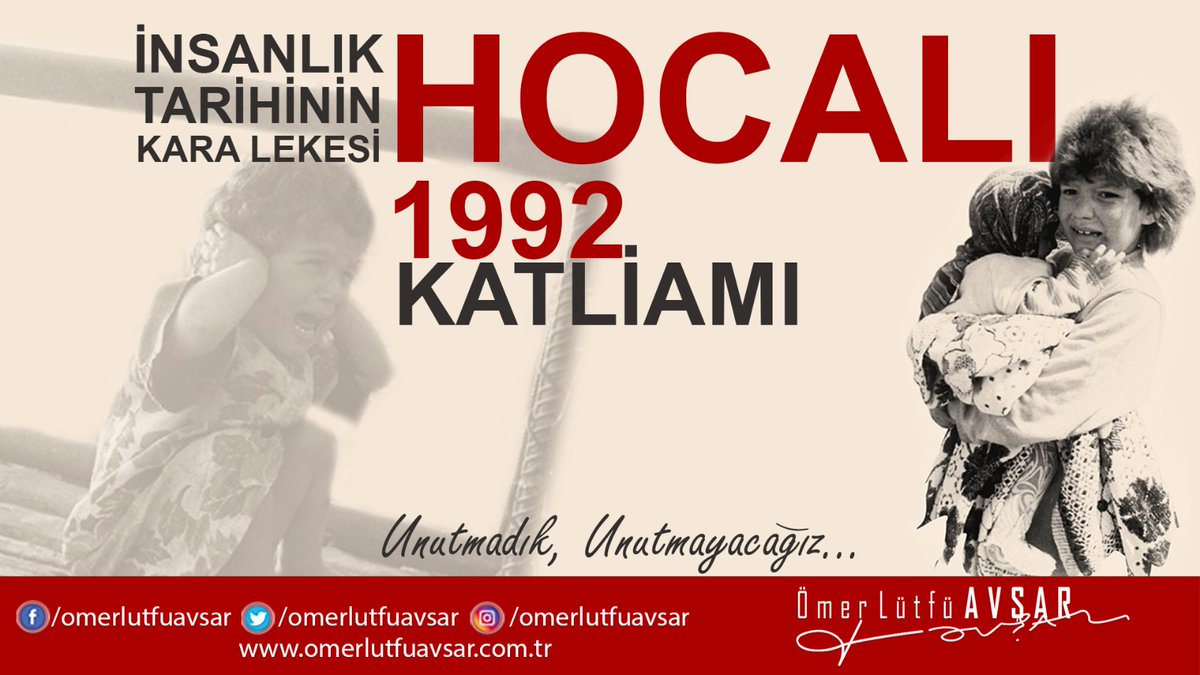 İNSANLIK
TARİHİNİN
KARA LEKESİ
HOCALI
1992
KATLİAMI
Unutmadık, Unutmayacağız...
/omerlutfuavsar /omerlutfuavsar /omerlutfuavsar
www.omerlutfuavsar.com.tr
Ömer Lütfü AVŞAR